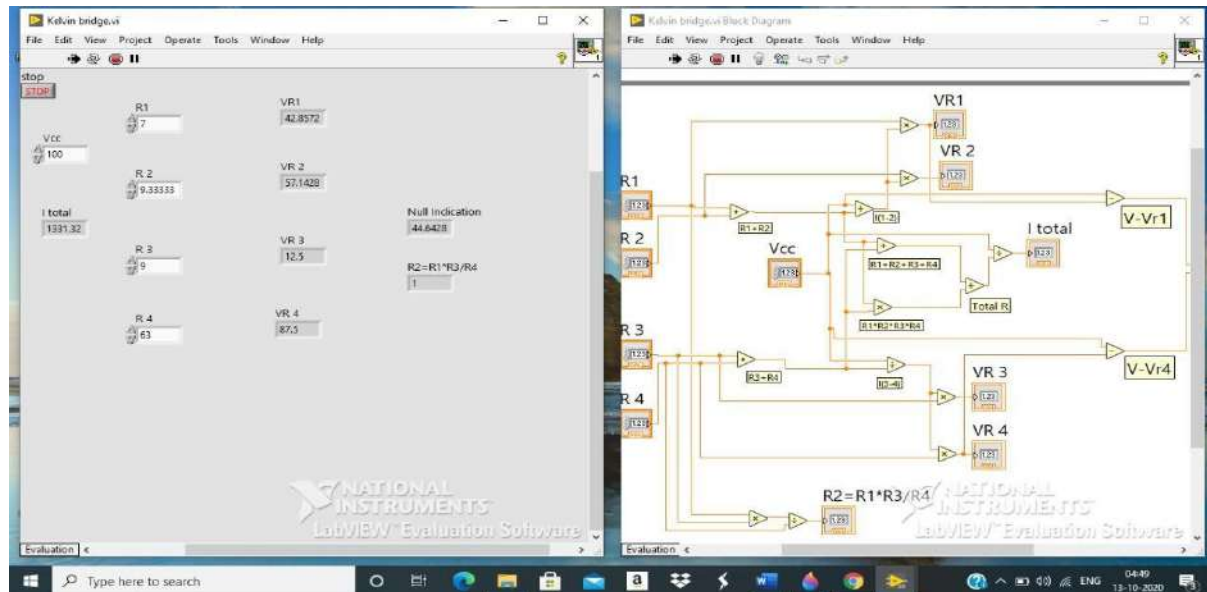 Kelvin bridge.vi
File Edit View Project Operate Tools Window Help
stop
STOP
Vcc
100
I total
1331.32
R1
7
R 2
9.33333
R 3
9
R 4
63
VR1
42.8572
VR 2
57.1428
VR 3
12.5
VR 4
87.5
Null Indication
44.6428
R2=R1*R3/R4
1
NATIONAL
INSTRUMENTS
LabVIEW™ Evaluation Software
Evaluation
Kelvin bridge.vi Block Diagram
File Edit View Project Operate Tools Window Help
VR1
VR 2
R1
R1+R2
I(1-2)
V-Vr1
R 2
Vcc
I total
R1+R2+R3+R4
Total R
R1*R2*R3*R4
R 3
R3+R4
I(3-4)
V-Vr4
VR 3
R 4
VR 4
R2=R1*R3/R4
NATIONAL
INSTRUMENTS
LabVIEW™ Evaluation Software
Evaluation
Type here to search
ENG
04:49
13-10-2020